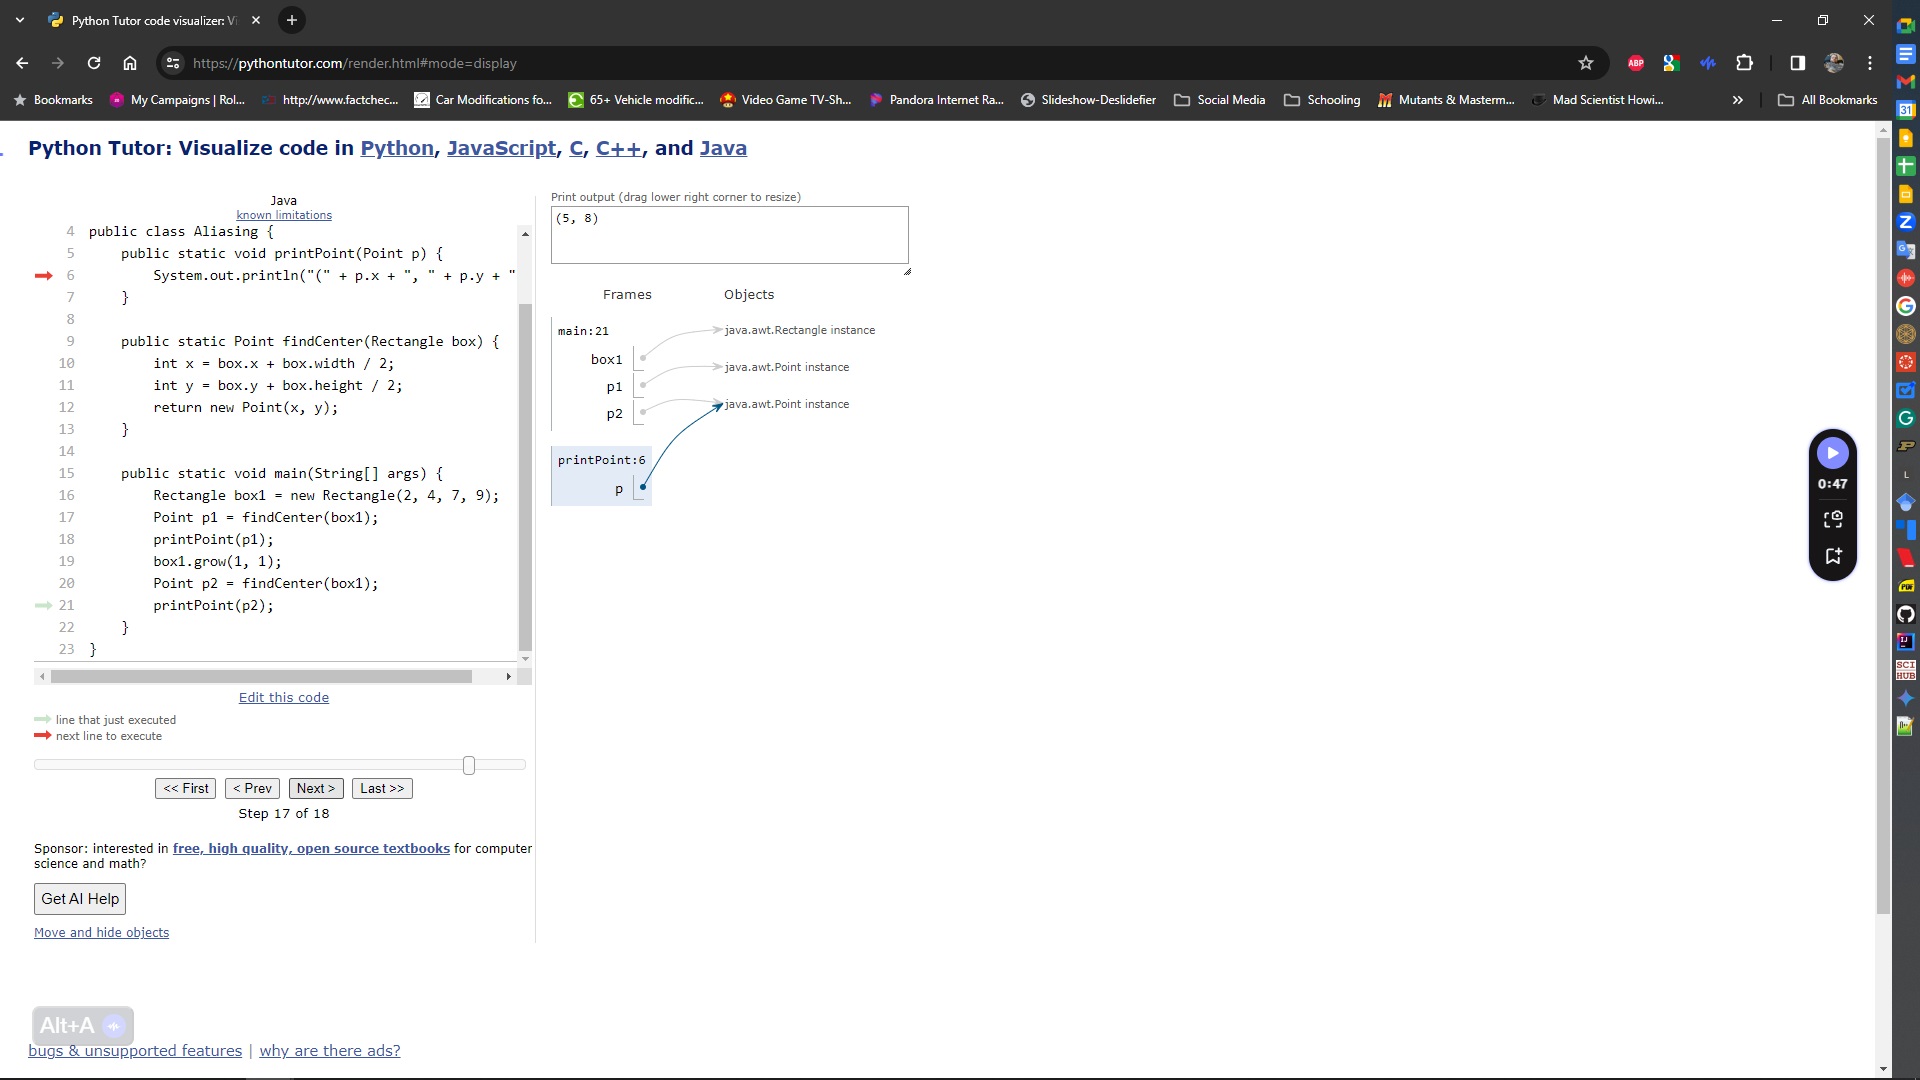 Python Tutor code visualizer: Vi
https://pythontutor.com/render.html#mode=display
ABP
Bookmarks
My Campaigns | Rol...
http://www.factchec...
Car Modifications fo...
65+ Vehicle modific...
Video Game TV-Sh...
Pandora Internet Ra...
Slideshow-Deslidefier
Social Media
Schooling
Mutants & Masterm...
Mad Scientist Howi...
»
All Bookmarks
Python Tutor: Visualize code in Python, JavaScript, C, C++, and Java
Java
known limitations
4 public class Aliasing {
5 public static void printPoint(Point p) {
6 System.out.println("(" + p.x + ", " + p.y + "
7 }
8
9 public static Point findCenter(Rectangle box) {
10 int x = box.x + box.width / 2;
11 int y = box.y + box.height / 2;
12 return new Point(x, y);
13 }
14
15 public static void main(String[] args) {
16 Rectangle box1 = new Rectangle(2, 4, 7, 9);
17 Point p1 = findCenter(box1);
18 printPoint(p1);
19 box1.grow(1, 1);
20 Point p2 = findCenter(box1);
21 printPoint(p2);
22 }
23 }
Edit this code
line that just executed
next line to execute
<< First
< Prev
Next >
Last >>
Step 17 of 18
Sponsor: interested in free, high quality, open source textbooks for computer
science and math?
Get AI Help
Move and hide objects
Alt+A
bugs & unsupported features | why are there ads?
Print output (drag lower right corner to resize)
(5, 8)
Frames
Objects
main:21
box1
p1
p2
java.awt.Rectangle instance
java.awt.Point instance
java.awt.Point instance
printPoint:6
p
0:47
31
Z
G
G
L
PDF
IJ
SCI
HUB